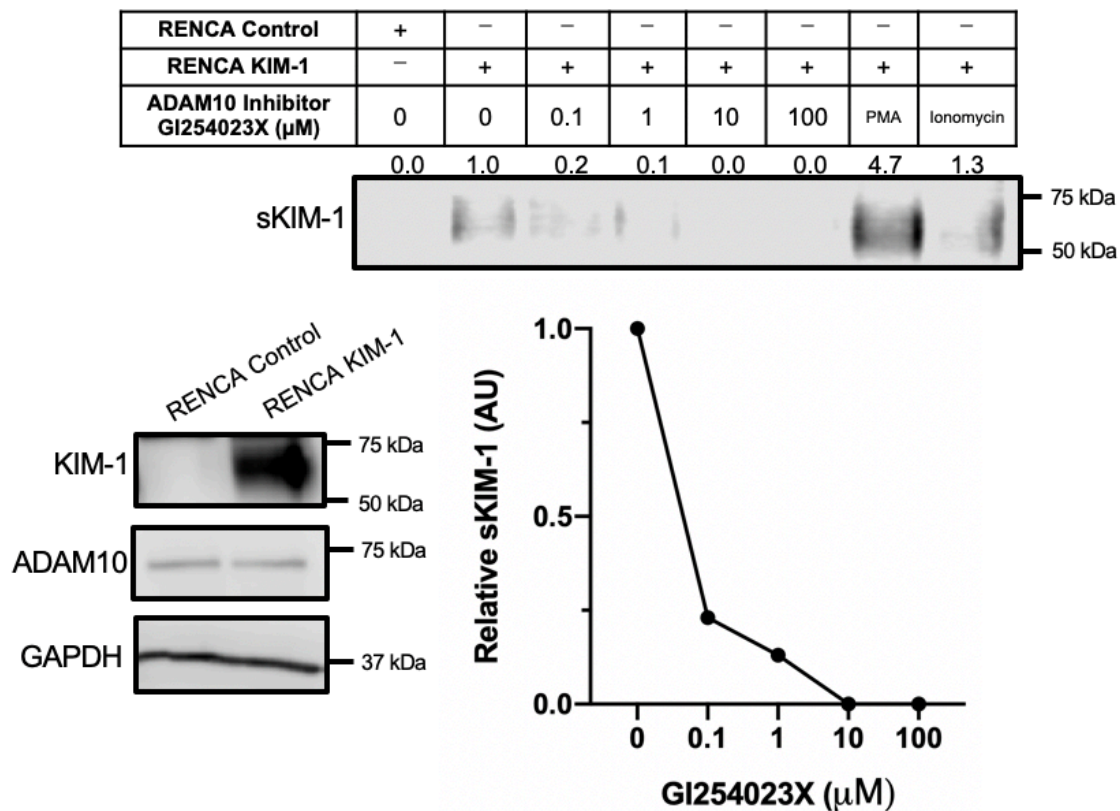 RENCA Control + – – – – – – –
RENCA KIM-1 – + + + + + + +
ADAM10 Inhibitor
GI254023X (µM) 0 0 0.1 1 10 100 PMA Ionomycin
0.0 1.0 0.2 0.1 0.0 0.0 4.7 1.3
sKIM-1
75 kDa
50 kDa
RENCA Control
RENCA KIM-1
KIM-1
75 kDa
50 kDa
ADAM10
75 kDa
GAPDH
37 kDa
Relative sKIM-1 (AU)
1.0
0.5
0.0
0 0.1 1 10 100
GI254023X (µM)